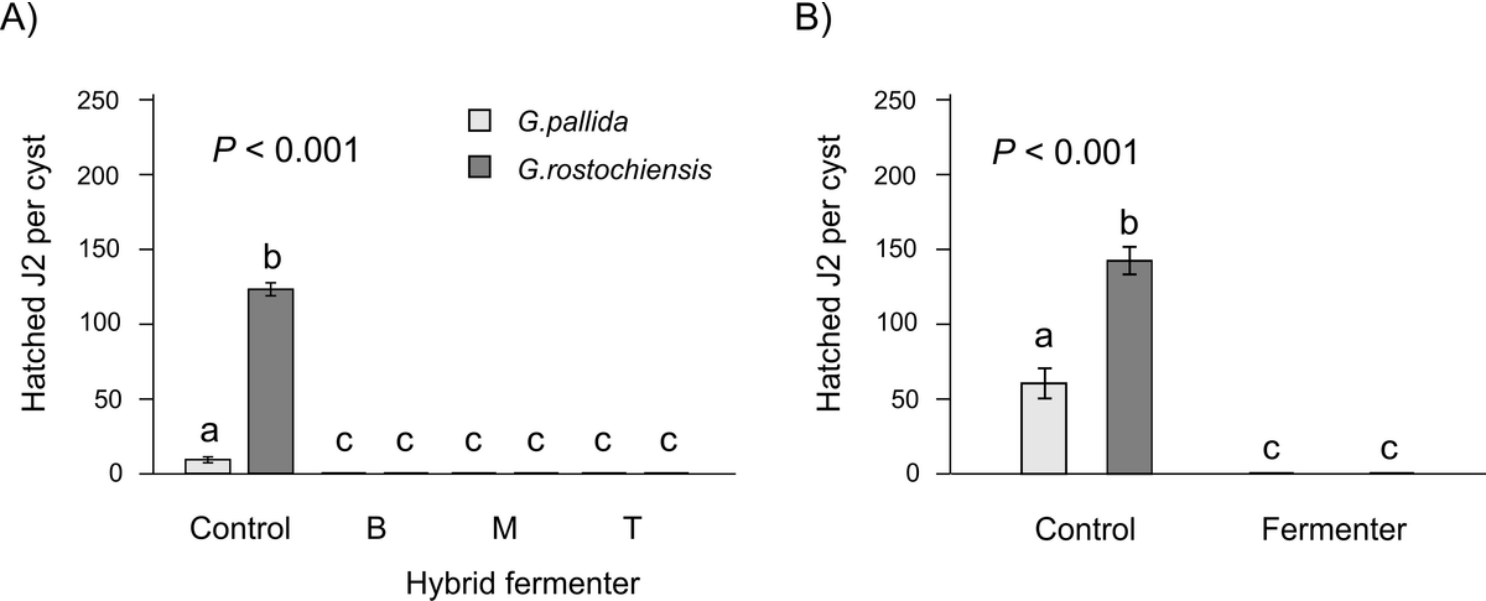 A)
Hatched J2 per cyst
250
200
150
100
50
0
P < 0.001
G.pallida
G.rostochiensis
a
b
c c c c c c
Control B M T
Hybrid fermenter
B)
Hatched J2 per cyst
250
200
150
100
50
0
P < 0.001
a
b
c c
Control Fermenter